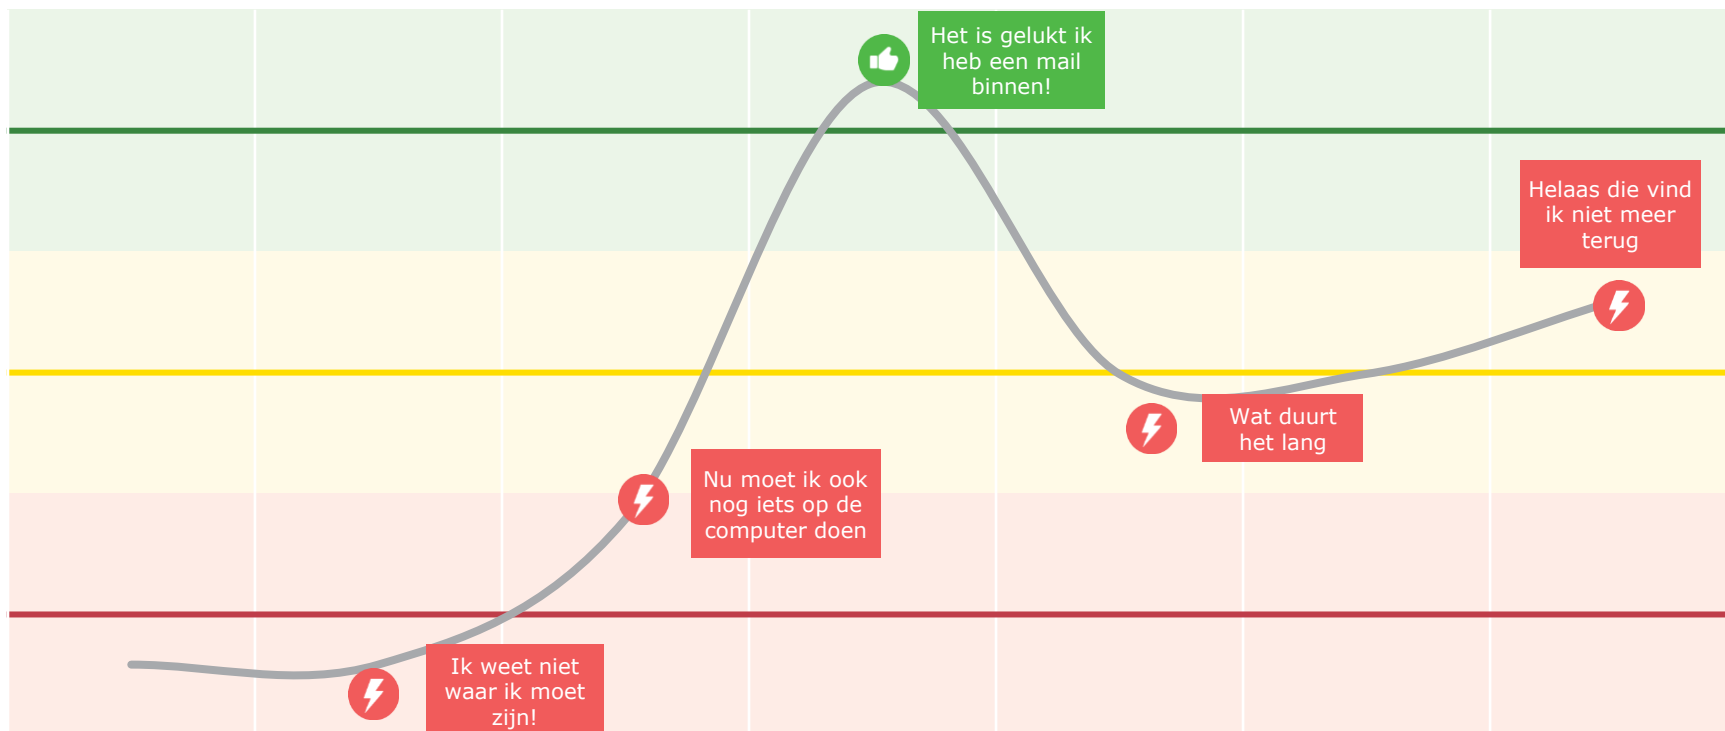 Het is gelukt ik
heb een mail
binnen!
Helaas die vind
ik niet meer
terug
Wat duurt
het lang
Nu moet ik ook
nog iets op de
computer doen
Ik weet niet
waar ik moet
zijn!